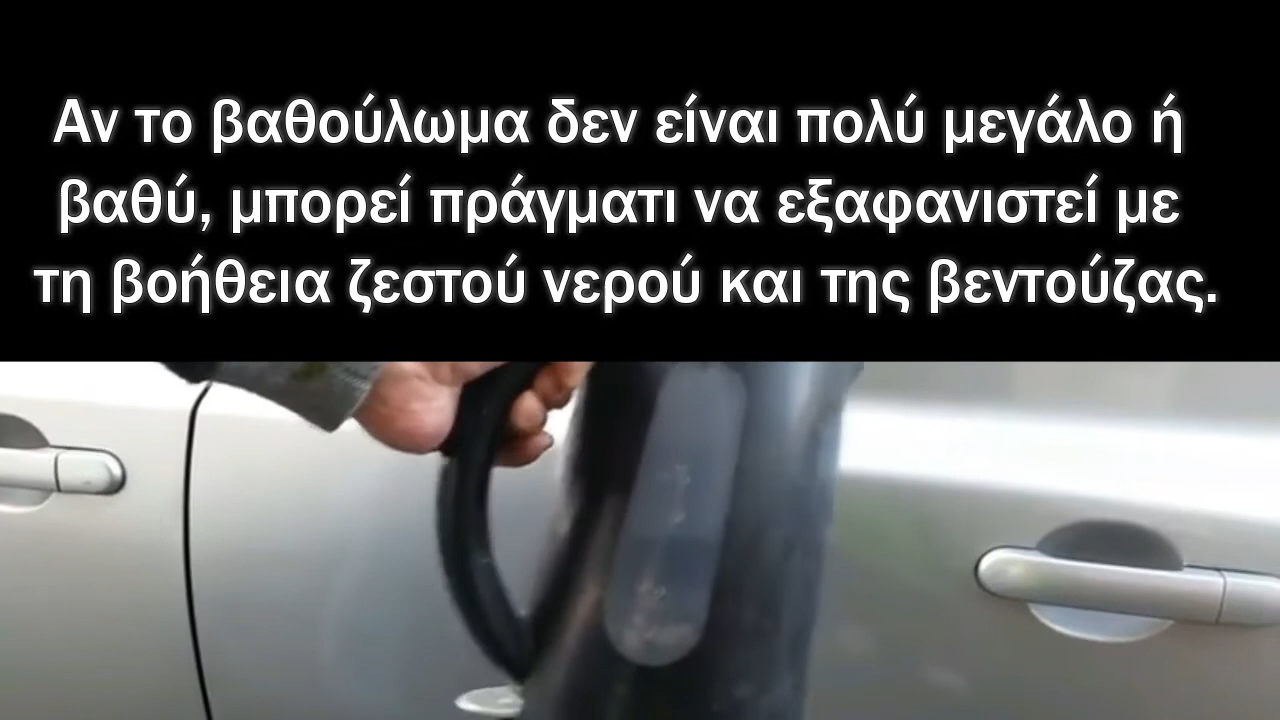 Αν το βαθούλωμα δεν είναι πολύ μεγάλο ή
βαθύ, μπορεί πράγματι να εξαφανιστεί με
τη βοήθεια ζεστού νερού και της βεντούζας.